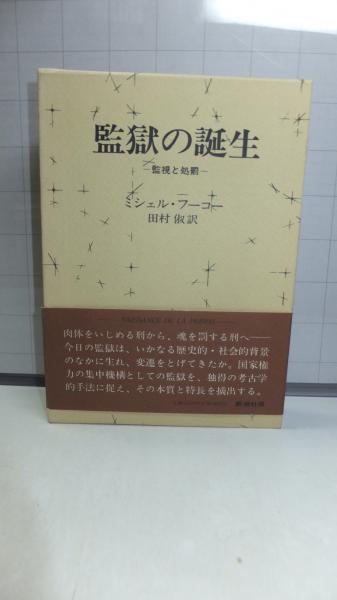 監獄の誕生
―監視と処罰―
ミシェル・フーコー
田村俶訳
NAISSANCE DE LA PRISON
肉体をいじめる刑から、魂を罰する刑へ――
今日の監獄は、いかなる歴史的・社会的背景
のなかに生れ、変遷をとげてきたか。国家権
力の集中機構としての監獄を、独得の考古学
的手法に捉え、その本質と特長を摘出する。
新潮社版